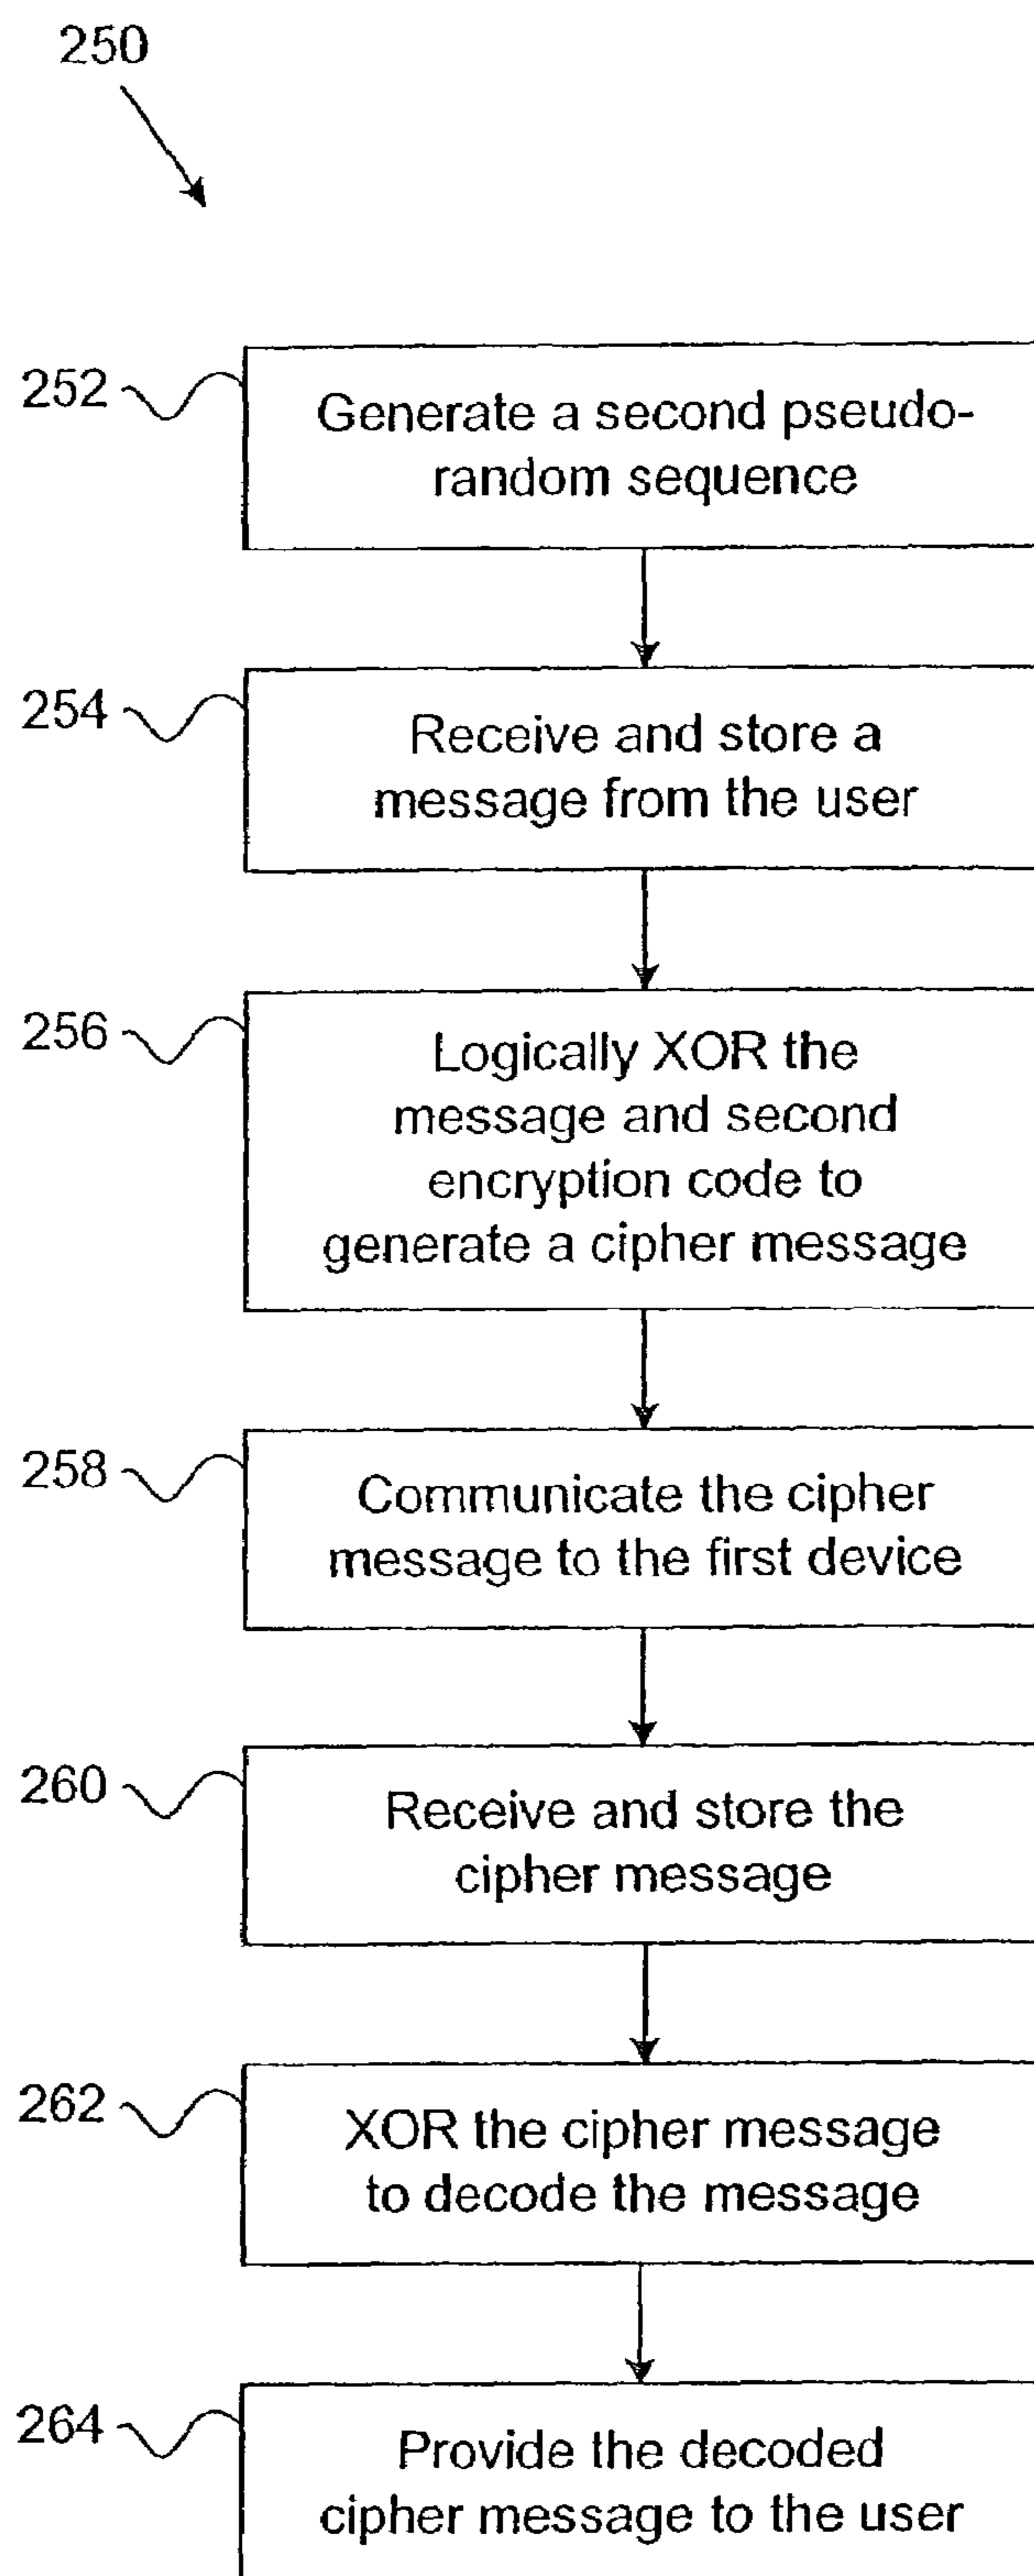 250
252
Generate a second pseudo-
random sequence
254
Receive and store a
message from the user
256
Logically XOR the
message and second
encryption code to
generate a cipher message
258
Communicate the cipher
message to the first device
260
Receive and store the
cipher message
262
XOR the cipher message
to decode the message
264
Provide the decoded
cipher message to the user